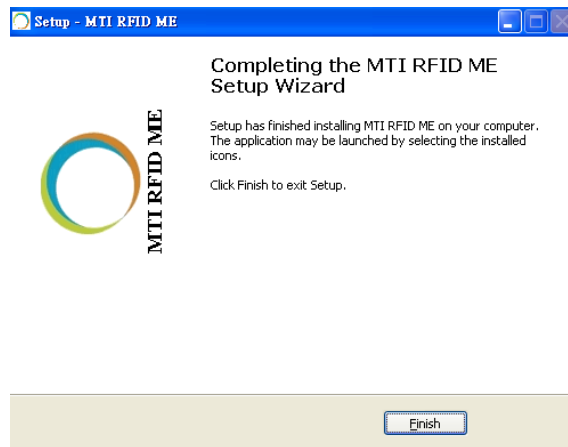 Setup - MTI RFID ME
Completing the MTI RFID ME
Setup Wizard
MTI RFID ME
Setup has finished installing MTI RFID ME on your computer.
The application may be launched by selecting the installed
icons.
Click Finish to exit Setup.
Finish